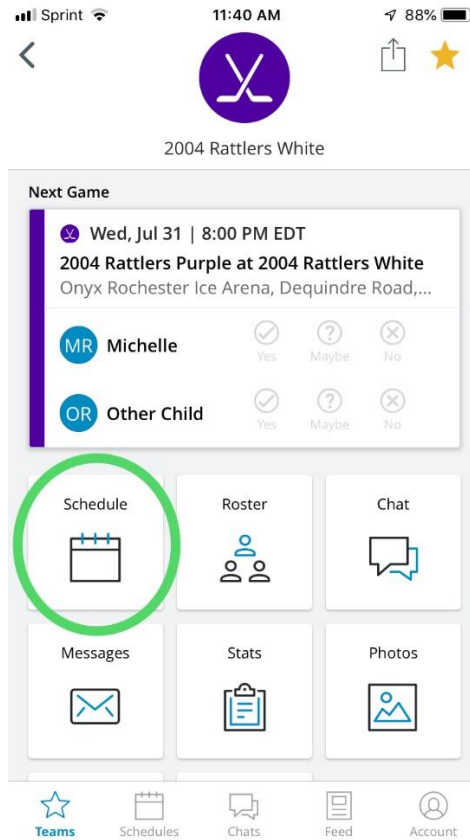 Sprint 11:40 AM 88%
2004 Rattlers White
Next Game
Wed, Jul 31 | 8:00 PM EDT
2004 Rattlers Purple at 2004 Rattlers White
Onyx Rochester Ice Arena, Dequindre Road,...
MR Michelle Yes Maybe No
OR Other Child Yes Maybe No
Schedule Roster Chat
Messages Stats Photos
Teams Schedules Chats Feed Account